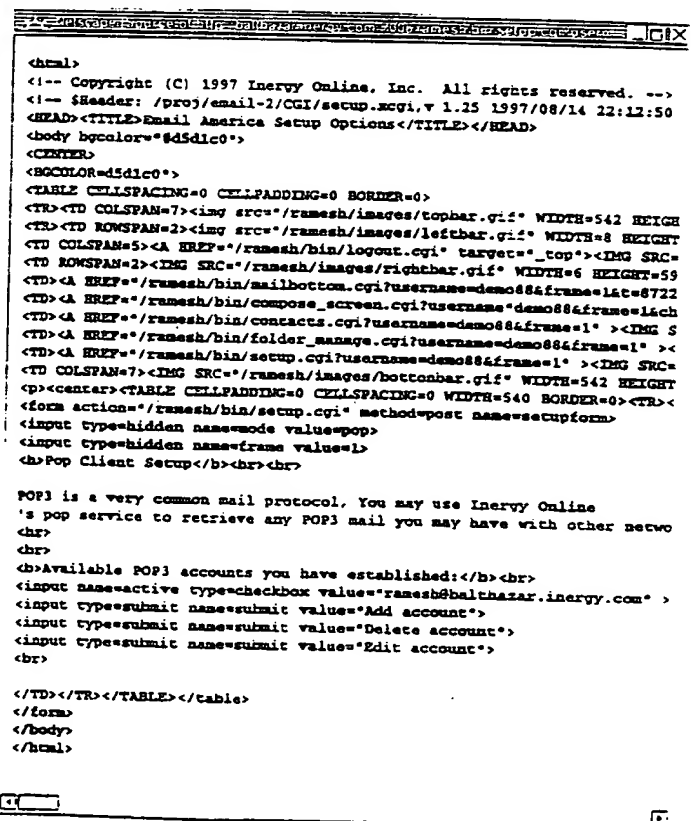 <html>
<!-- Copyright (C) 1997 Inergy Online, Inc. All rights reserved. -->
<!-- $Header: /proj/email-2/CGI/setup.xcgi,v 1.25 1997/08/14 22:12:50
<HEAD><TITLE>Email America Setup Options</TITLE></HEAD>
<body bgcolor="#d5d1c0">
<CENTER>
<BGCOLOR=d5d1c0">
<TABLE CELLSPACING=0 CELLPADDING=0 BORDER=0>
<TR><TD COLSPAN=7><img src="/ramesh/images/topbar.gif" WIDTH=542 HEIGH
<TR><TD ROWSPAN=2><img src="/ramesh/images/leftbar.gif" WIDTH=8 HEIGHT
<TD COLSPAN=5><A HREF="/ramesh/bin/logout.cgi" target="_top"><IMG SRC=
<TD ROWSPAN=2><IMG SRC="/ramesh/images/rightbar.gif" WIDTH=6 HEIGHT=59
<TD><A HREF="/ramesh/bin/mailbottom.cgi?username=demo88&frame=1&t=8722
<TD><A HREF="/ramesh/bin/compose_screen.cgi?username=demo88&frame=1&ch
<TD><A HREF="/ramesh/bin/contacts.cgi?username=demo88&frame=1" ><IMG S
<TD><A HREF="/ramesh/bin/folder_manage.cgi?username=demo88&frame=1" ><
<TD><A HREF="/ramesh/bin/setup.cgi?username=demo88&frame=1" ><IMG SRC=
<TD COLSPAN=7><IMG SRC="/ramesh/images/bottonbar.gif" WIDTH=542 HEIGHT
<p><center><TABLE CELLPADDING=0 CELLSPACING=0 WIDTH=540 BORDER=0><TR><
<form action="/ramesh/bin/setup.cgi" method=post name=setupform>
<input type=hidden name=mode value=pop>
<input type=hidden name=frame value=1>
<b>Pop Client Setup</b><br><br>
POP3 is a very common mail protocol, You may use Inergy Online
's pop service to retrieve any POP3 mail you may have with other netwo
<hr>
<br>
<b>Available POP3 accounts you have established:</b><br>
<input name=active type=checkbox value="ramesh@balthazar.inergy.com" >
<input type=submit name=submit value="Add account">
<input type=submit name=submit value="Delete account">
<input type=submit name=submit value="Edit account">
<br>
</TD></TR></TABLE></table>
</form>
</body>
</html>